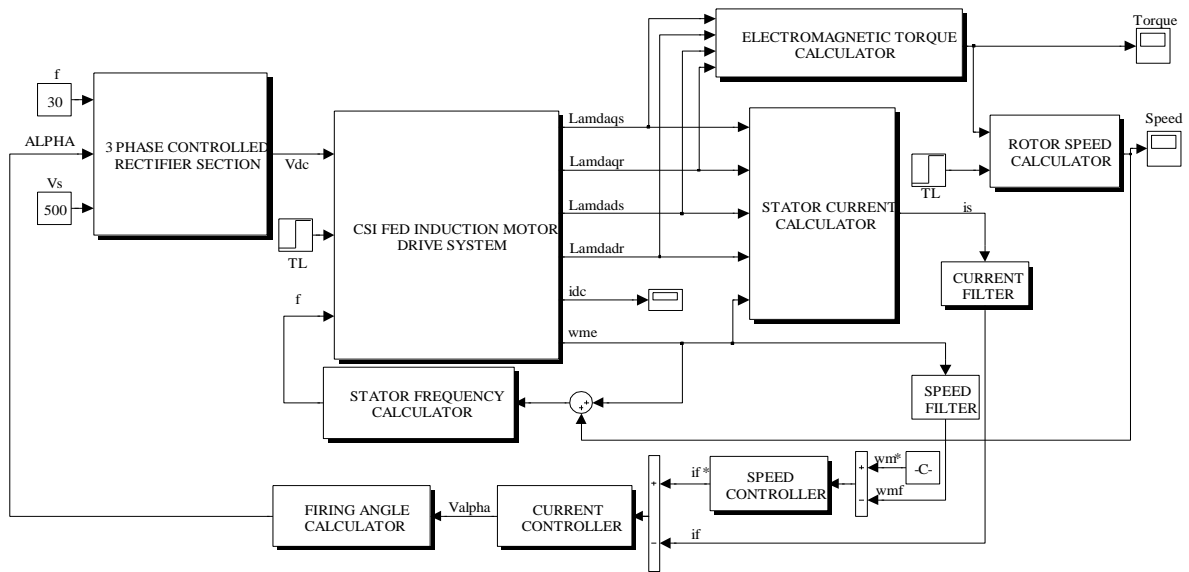 Torque
ELECTROMAGNETIC TORQUE
CALCULATOR
f
30
ALPHA
3 PHASE CONTROLLED
RECTIFIER SECTION
Vdc
Vs
500
TL
f
CSI FED INDUCTION MOTOR
DRIVE SYSTEM
Lamdaqs
Lamdaqr
Lamdads
Lamdadr
idc
wme
STATOR CURRENT
CALCULATOR
is
TL
ROTOR SPEED
CALCULATOR
Speed
CURRENT
FILTER
SPEED
FILTER
STATOR FREQUENCY
CALCULATOR
+
+
wm*
-C-
wmf
+
−
SPEED
CONTROLLER
if *
if
+
−
CURRENT
CONTROLLER
Valpha
FIRING ANGLE
CALCULATOR